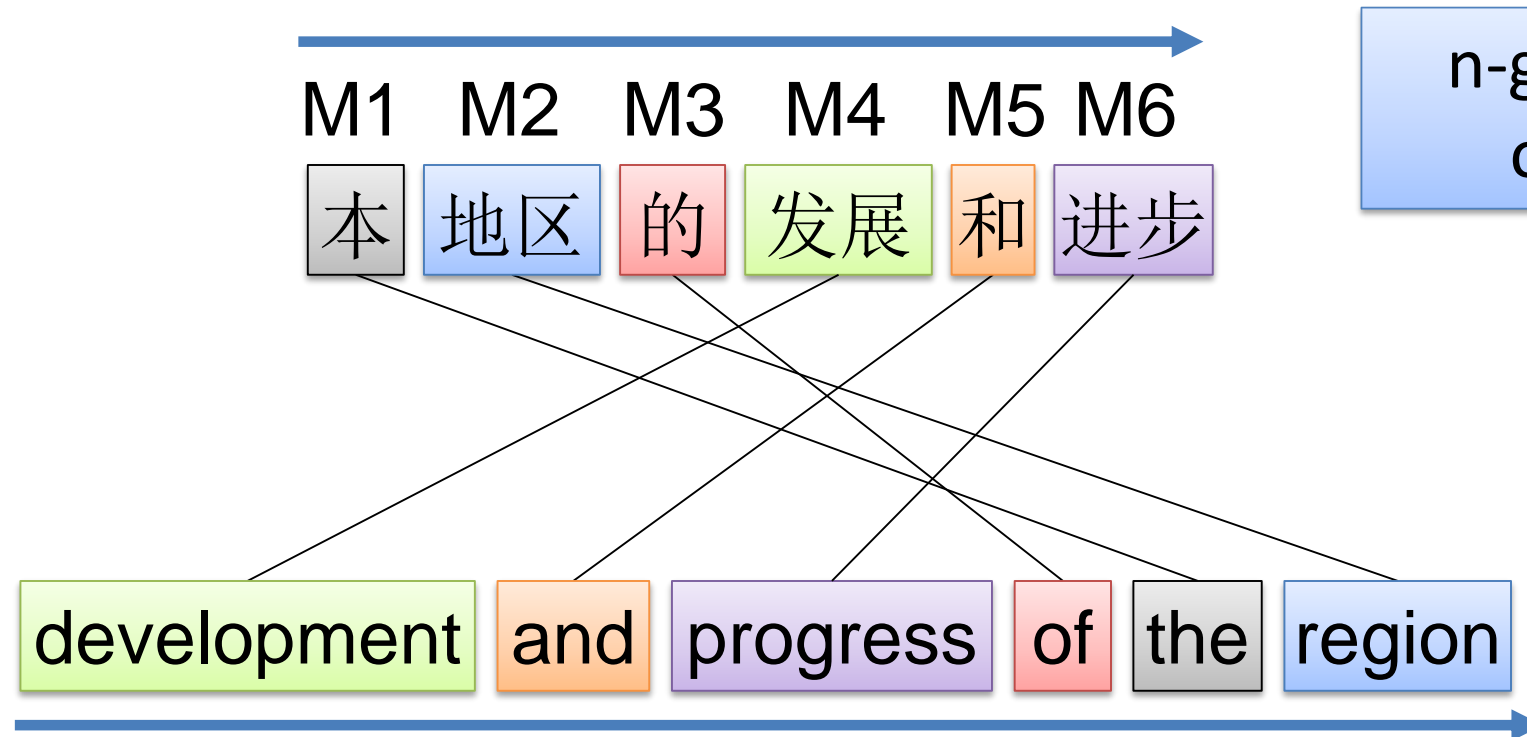 M1 M2 M3 M4 M5 M6
本 地区 的 发展 和 进步
n-g
development and progress of the region